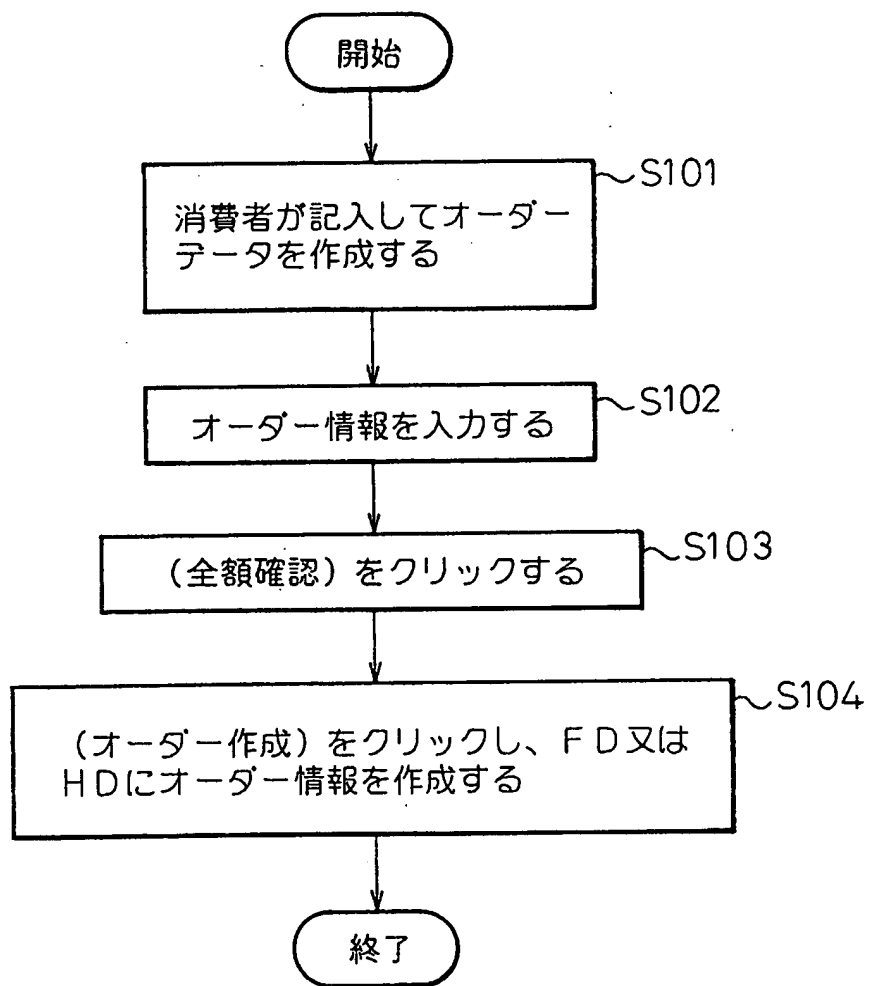 開始
S101
消費者が記入してオーダー
データを作成する
S102
オーダー情報を入力する
S103
(全額確認)をクリックする
S104
(オーダー作成)をクリックし、FD又は
HDにオーダー情報を作成する
終了